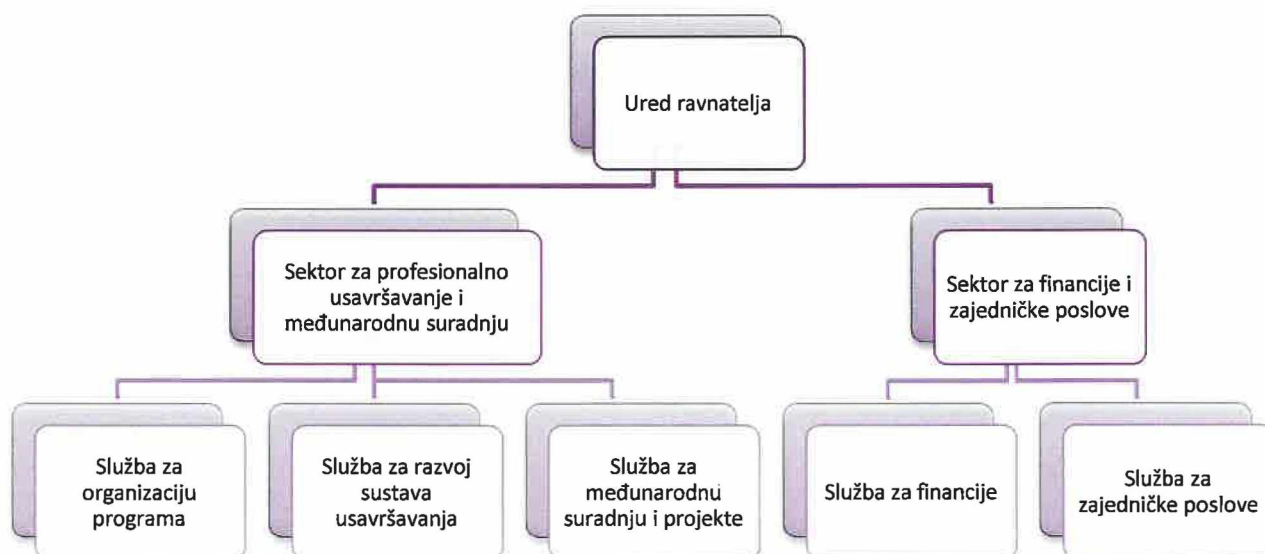 Ured ravnatelja
Sektor za profesionalno
usavršavanje i
međunarodnu suradnju
Sektor za financije i
zajedničke poslove
Služba za
organizaciju
programa
Služba za razvoj
sustava
usavršavanja
Služba za
međunarodnu
suradnju i projekte
Služba za financije
Služba za
zajedničke poslove